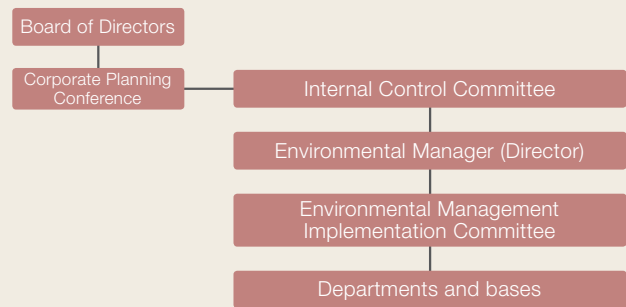 Board of Directors
Corporate Planning
Conference
Internal Control Committee
Environmental Manager (Director)
Environmental Management
Implementation Committee
Departments and bases